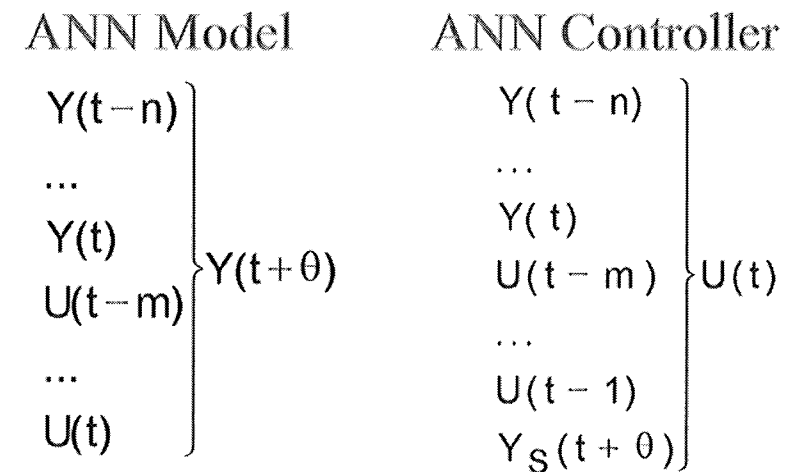 ANN Model
Y(t−n)
...
Y(t)
U(t−m)
...
U(t)
Y(t+θ)
ANN Controller
Y(t−n)
...
Y(t)
U(t−m)
...
U(t−1)
Y_S(t+θ)
U(t)